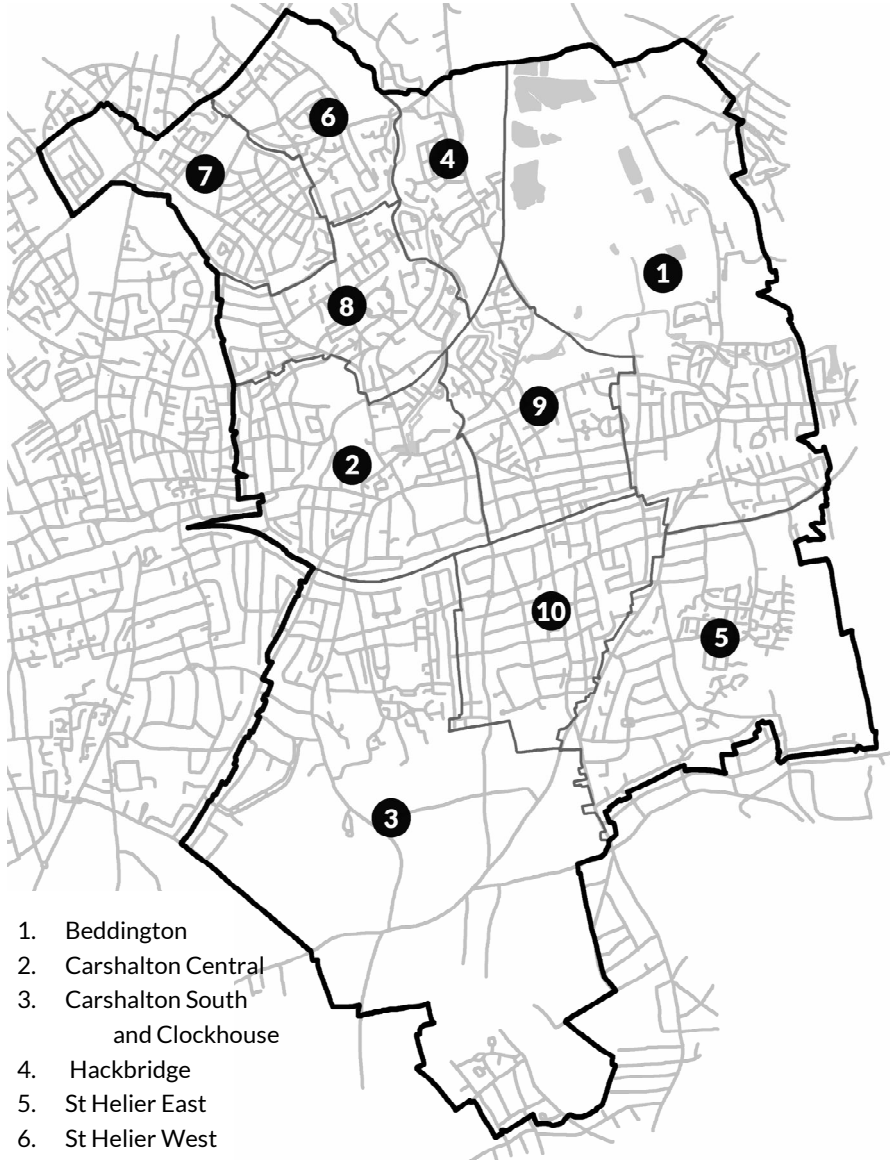 6
4
7
1
8
9
2
10
5
3
1. Beddington
2. Carshalton Central
3. Carshalton South
and Clockhouse
4. Hackbridge
5. St Helier East
6. St Helier West